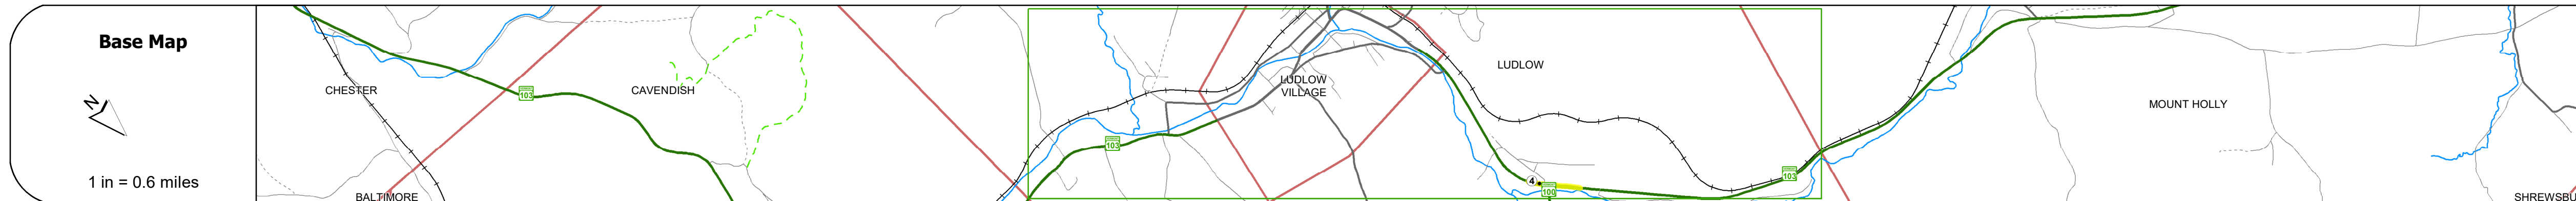 Base Map
N
1 in = 0.6 miles
CHESTER
BALTIMORE
103
CAVENDISH
103
LUDLOW
VILLAGE
LUDLOW
4
100
103
MOUNT HOLLY
SHREWSBU